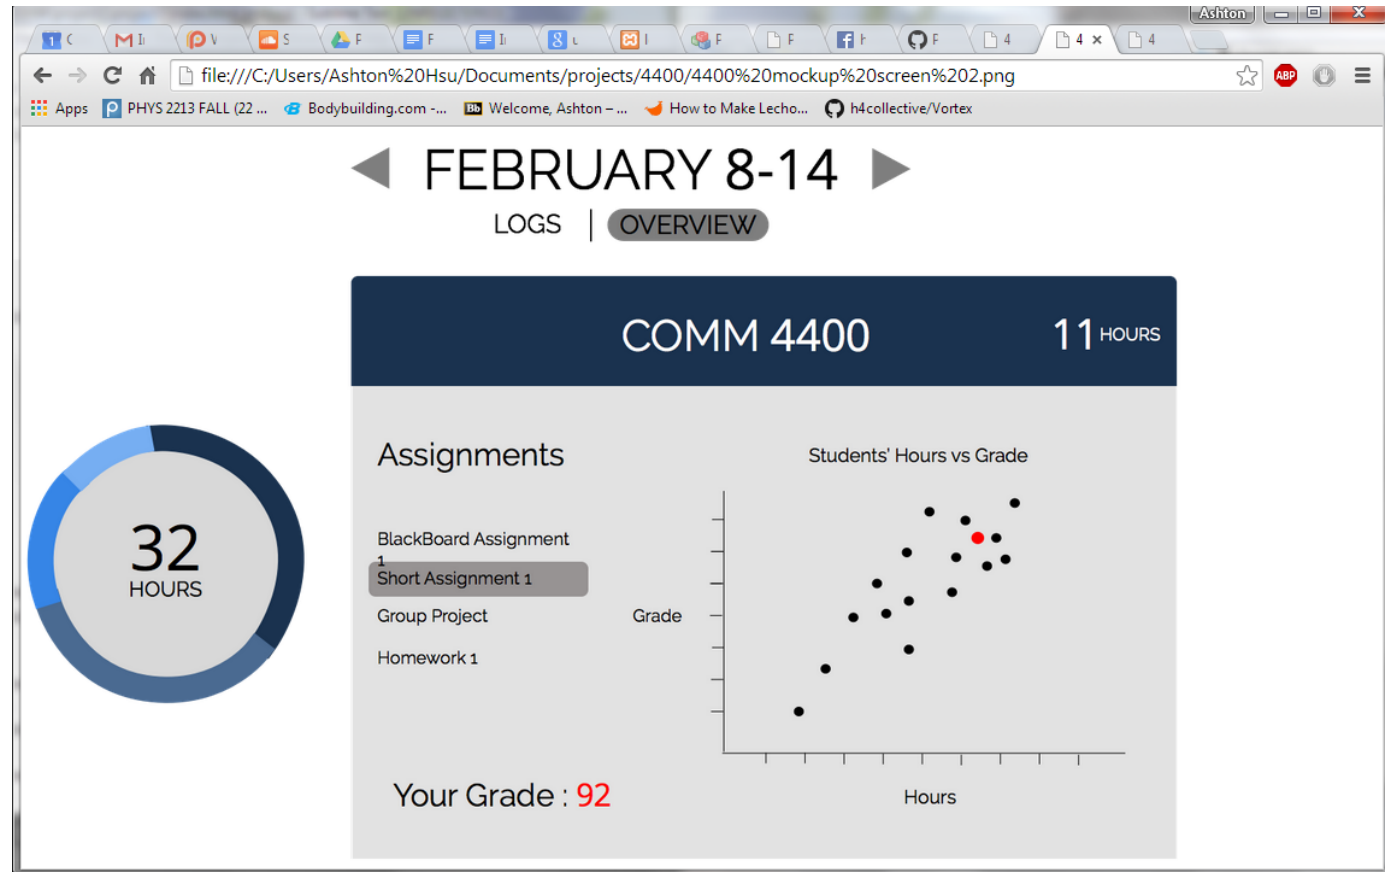 Ashton
file:///C:/Users/Ashton%20Hsu/Documents/projects/4400/4400%20mockup%20screen%202.png
ABP
Apps PHYS 2213 FALL (22 ... Bodybuilding.com -... Bb Welcome, Ashton – ... How to Make Lecho... h4collective/Vortex
FEBRUARY 8-14
LOGS | OVERVIEW
COMM 4400 11 HOURS
32
HOURS
Assignments
BlackBoard Assignment
1
Short Assignment 1
Group Project
Homework 1
Your Grade : 92
Students' Hours vs Grade
Grade
Hours